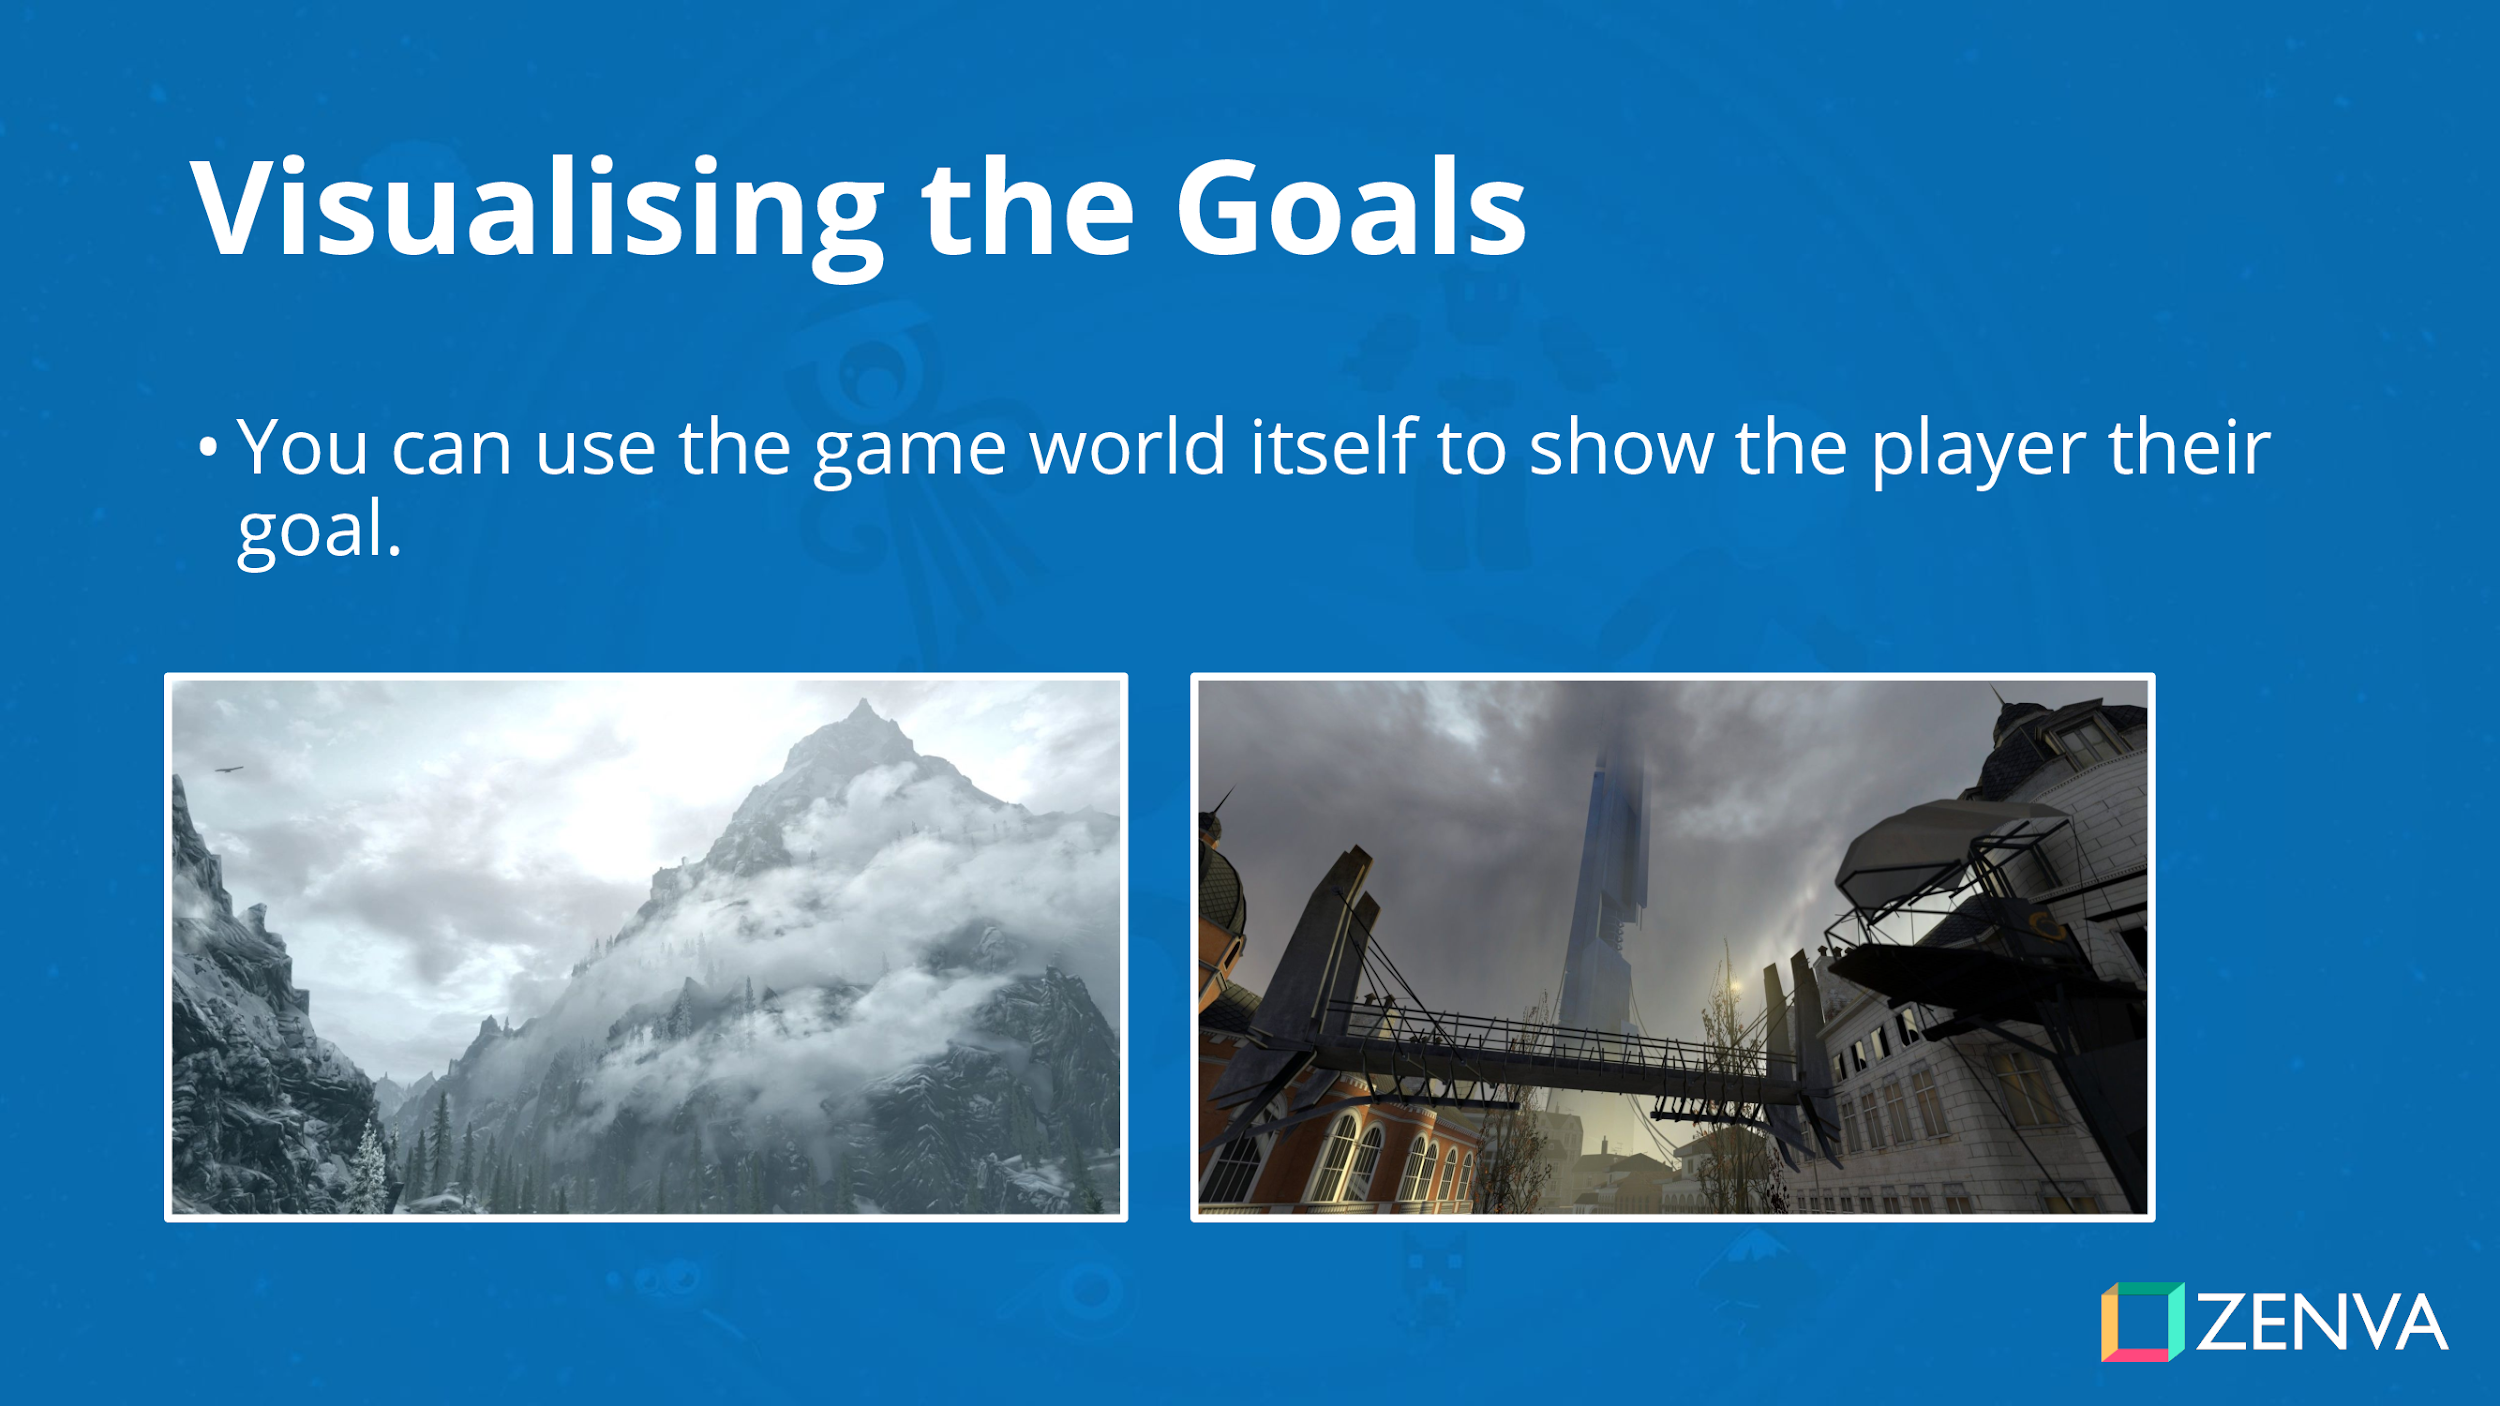 Visualising the Goals
• You can use the game world itself to show the player their
goal.
ZENVA